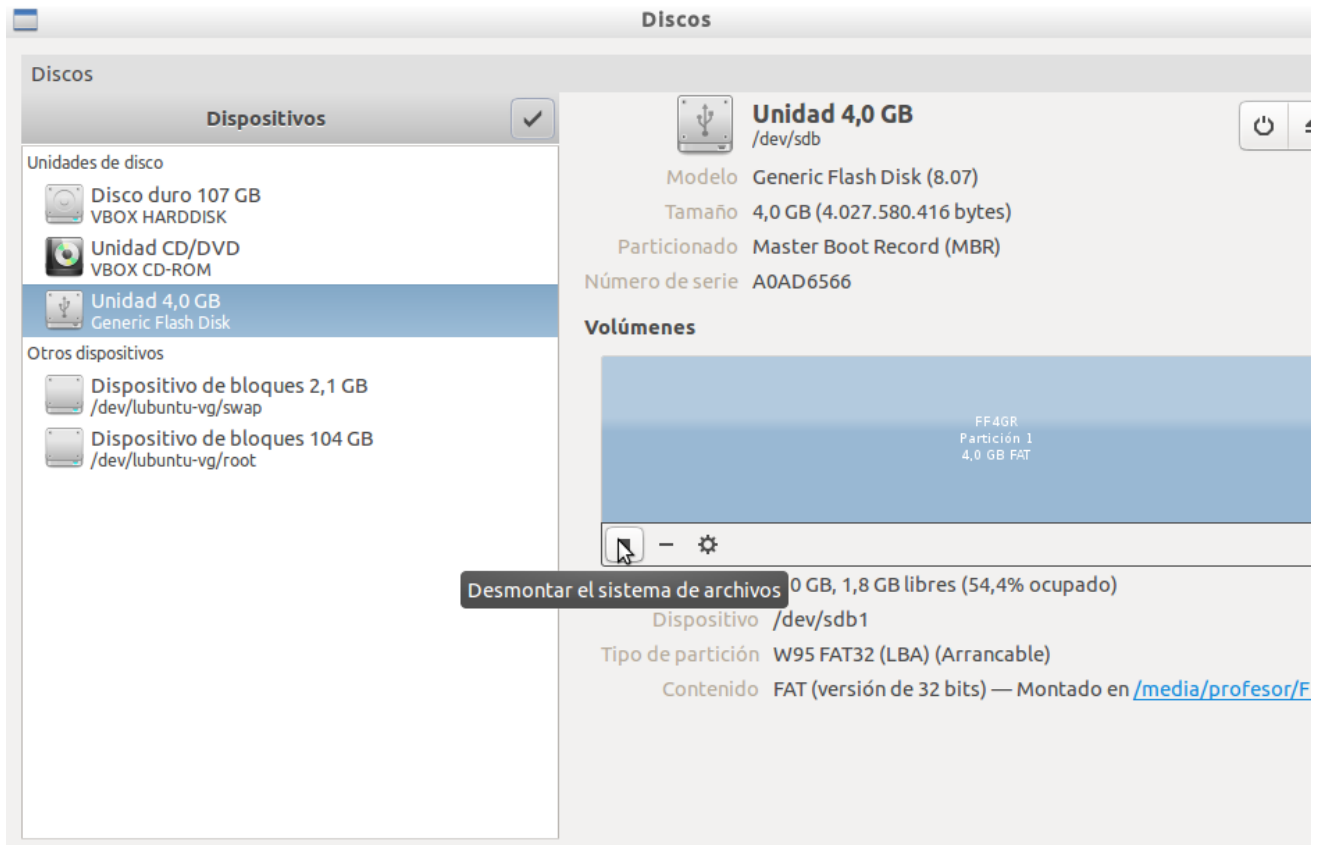 Discos
Discos
Dispositivos
Unidades de disco
Disco duro 107 GB
VBOX HARDDISK
Unidad CD/DVD
VBOX CD-ROM
Unidad 4,0 GB
Generic Flash Disk
Otros dispositivos
Dispositivo de bloques 2,1 GB
/dev/lubuntu-vg/swap
Dispositivo de bloques 104 GB
/dev/lubuntu-vg/root
Unidad 4,0 GB
/dev/sdb
Modelo Generic Flash Disk (8.07)
Tamaño 4,0 GB (4.027.580.416 bytes)
Particionado Master Boot Record (MBR)
Número de serie A0AD6566
Volúmenes
FF4GR
Partición 1
4,0 GB FAT
Desmontar el sistema de archivos
0 GB, 1,8 GB libres (54,4% ocupado)
Dispositivo /dev/sdb1
Tipo de partición W95 FAT32 (LBA) (Arrancable)
Contenido FAT (versión de 32 bits) — Montado en /media/profesor/F